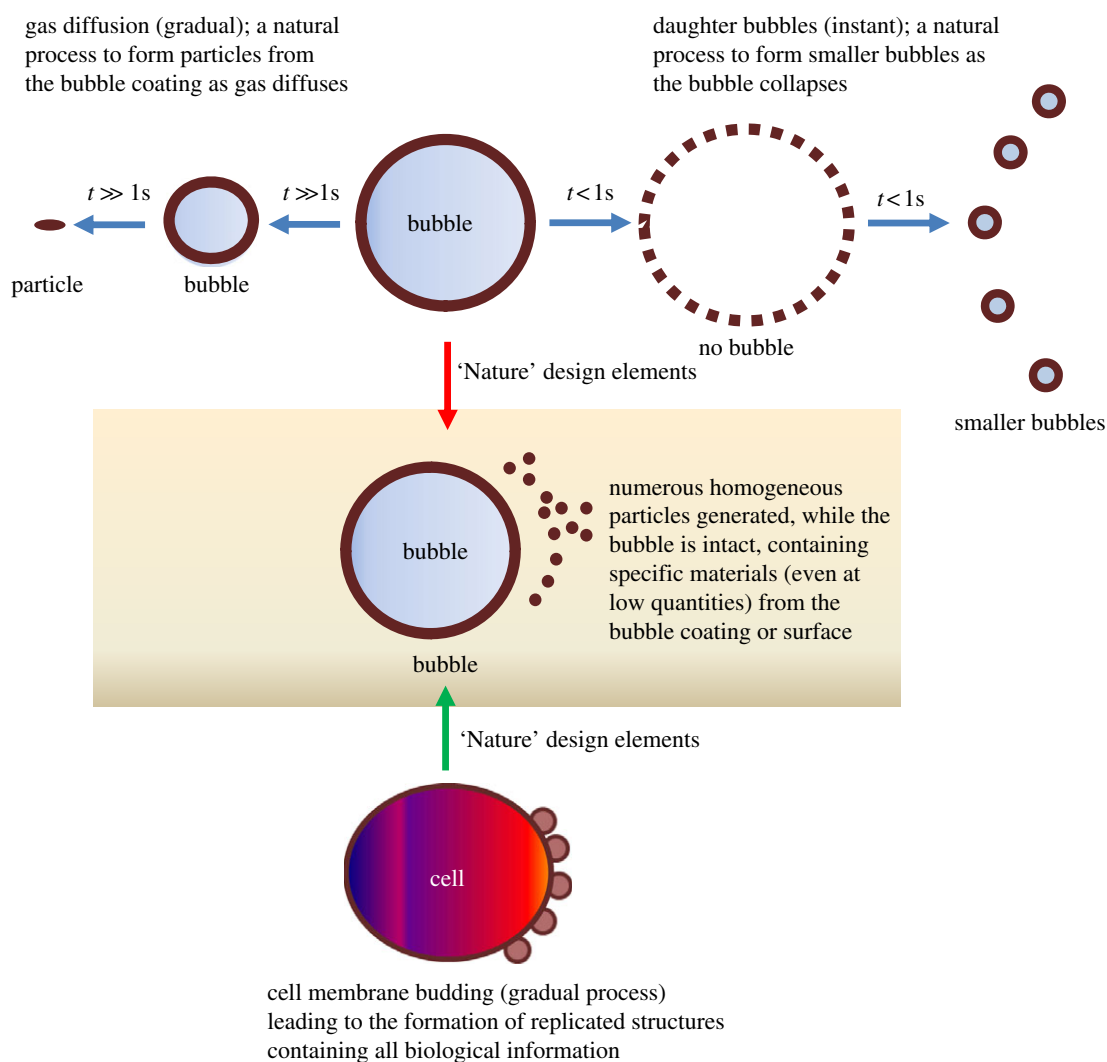 gas diffusion (gradual); a natural
process to form particles from
the bubble coating as gas diffuses
daughter bubbles (instant); a natural
process to form smaller bubbles as
the bubble collapses
t ≫ 1s
t ≫1s
bubble
t < 1s
t < 1s
particle
bubble
no bubble
smaller bubbles
‘Nature’ design elements
bubble
numerous homogeneous
particles generated, while the
bubble is intact, containing
specific materials (even at
low quantities) from the
bubble coating or surface
bubble
‘Nature’ design elements
cell
cell membrane budding (gradual process)
leading to the formation of replicated structures
containing all biological information